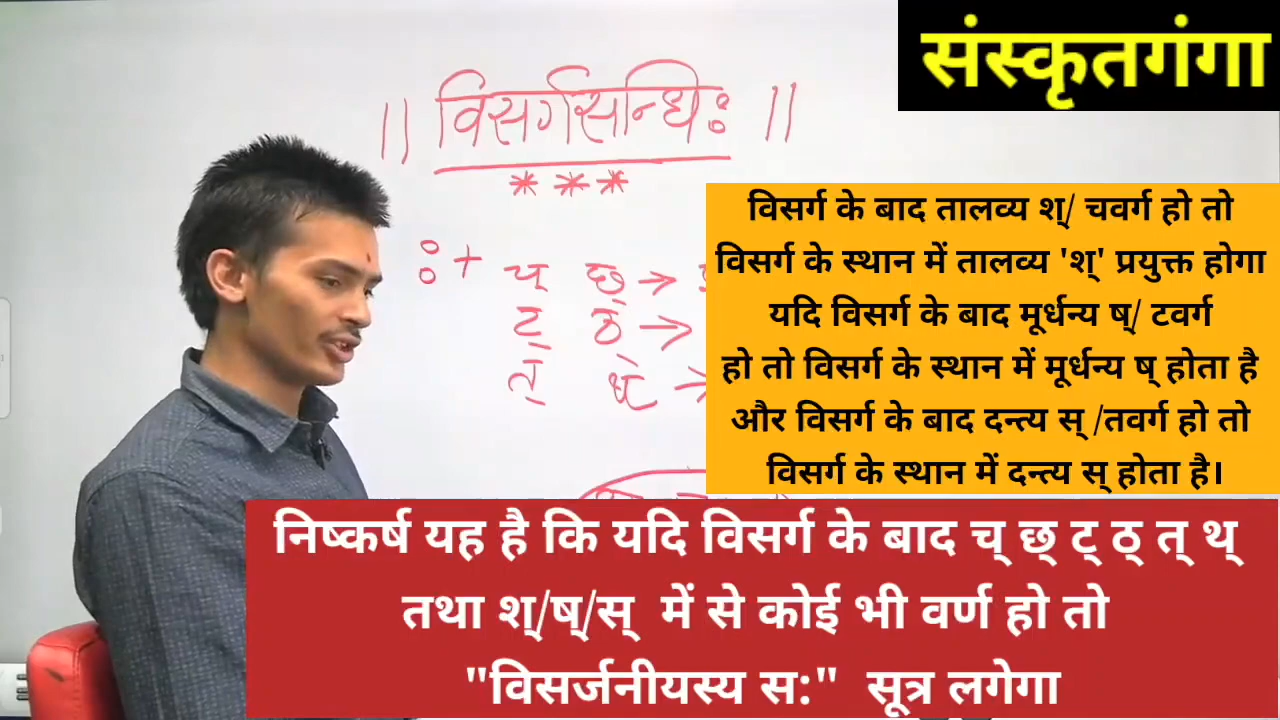 संस्कृतगंगा
|| विसर्गसन्धिः ||
***
विसर्ग के बाद तालव्य श्/ चवर्ग हो तो
विसर्ग के स्थान में तालव्य 'श्' प्रयुक्त होगा
यदि विसर्ग के बाद मूर्धन्य ष्/ टवर्ग
हो तो विसर्ग के स्थान में मूर्धन्य ष् होता है
और विसर्ग के बाद दन्त्य स् /तवर्ग हो तो
विसर्ग के स्थान में दन्त्य स् होता है।
ः + च् छ् →
ट् ठ् →
त् थ् →
निष्कर्ष यह है कि यदि विसर्ग के बाद च् छ् ट् ठ् त् थ्
तथा श्/ष्/स् में से कोई भी वर्ण हो तो
"विसर्जनीयस्य स:" सूत्र लगेगा